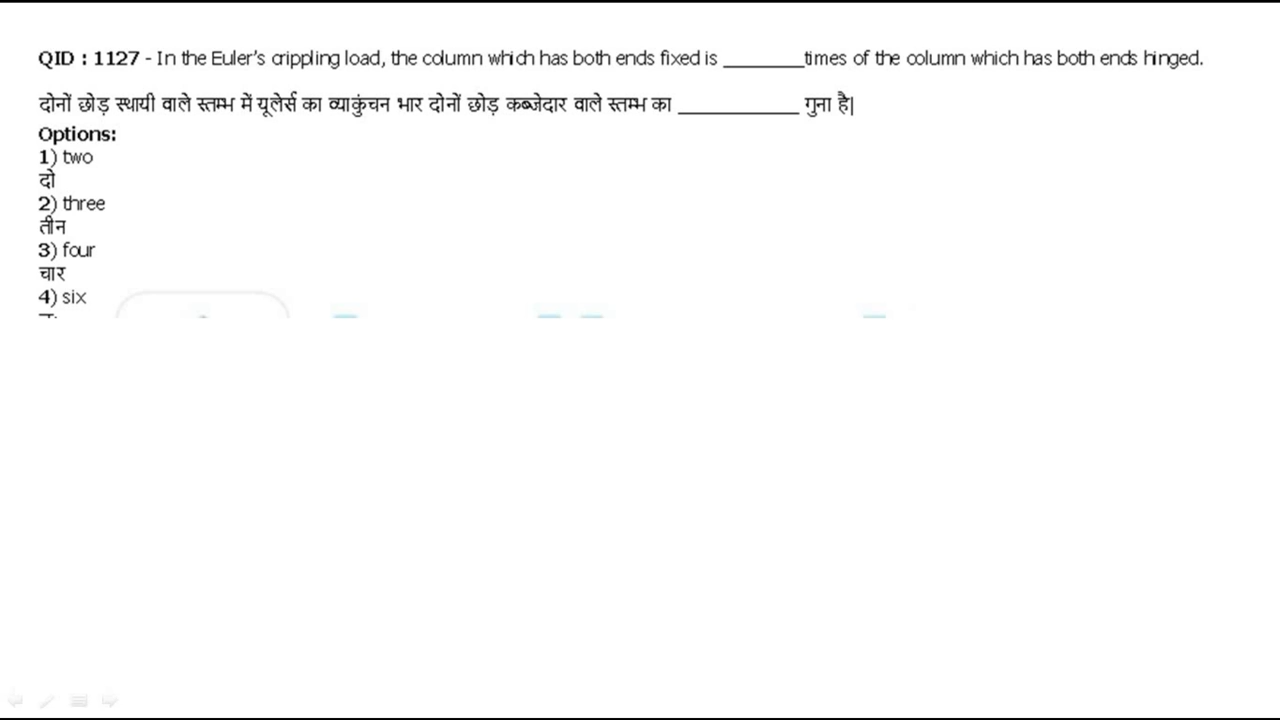 QID : 1127 - In the Euler's crippling load, the column which has both ends fixed is ________times of the column which has both ends hinged.
दोनों छोड़ स्थायी वाले स्तम्भ में यूलेर्स का व्याकुंचन भार दोनों छोड़ कब्जेदार वाले स्तम्भ का ____________ गुना है|
Options:
1) two
दो
2) three
तीन
3) four
चार
4) six